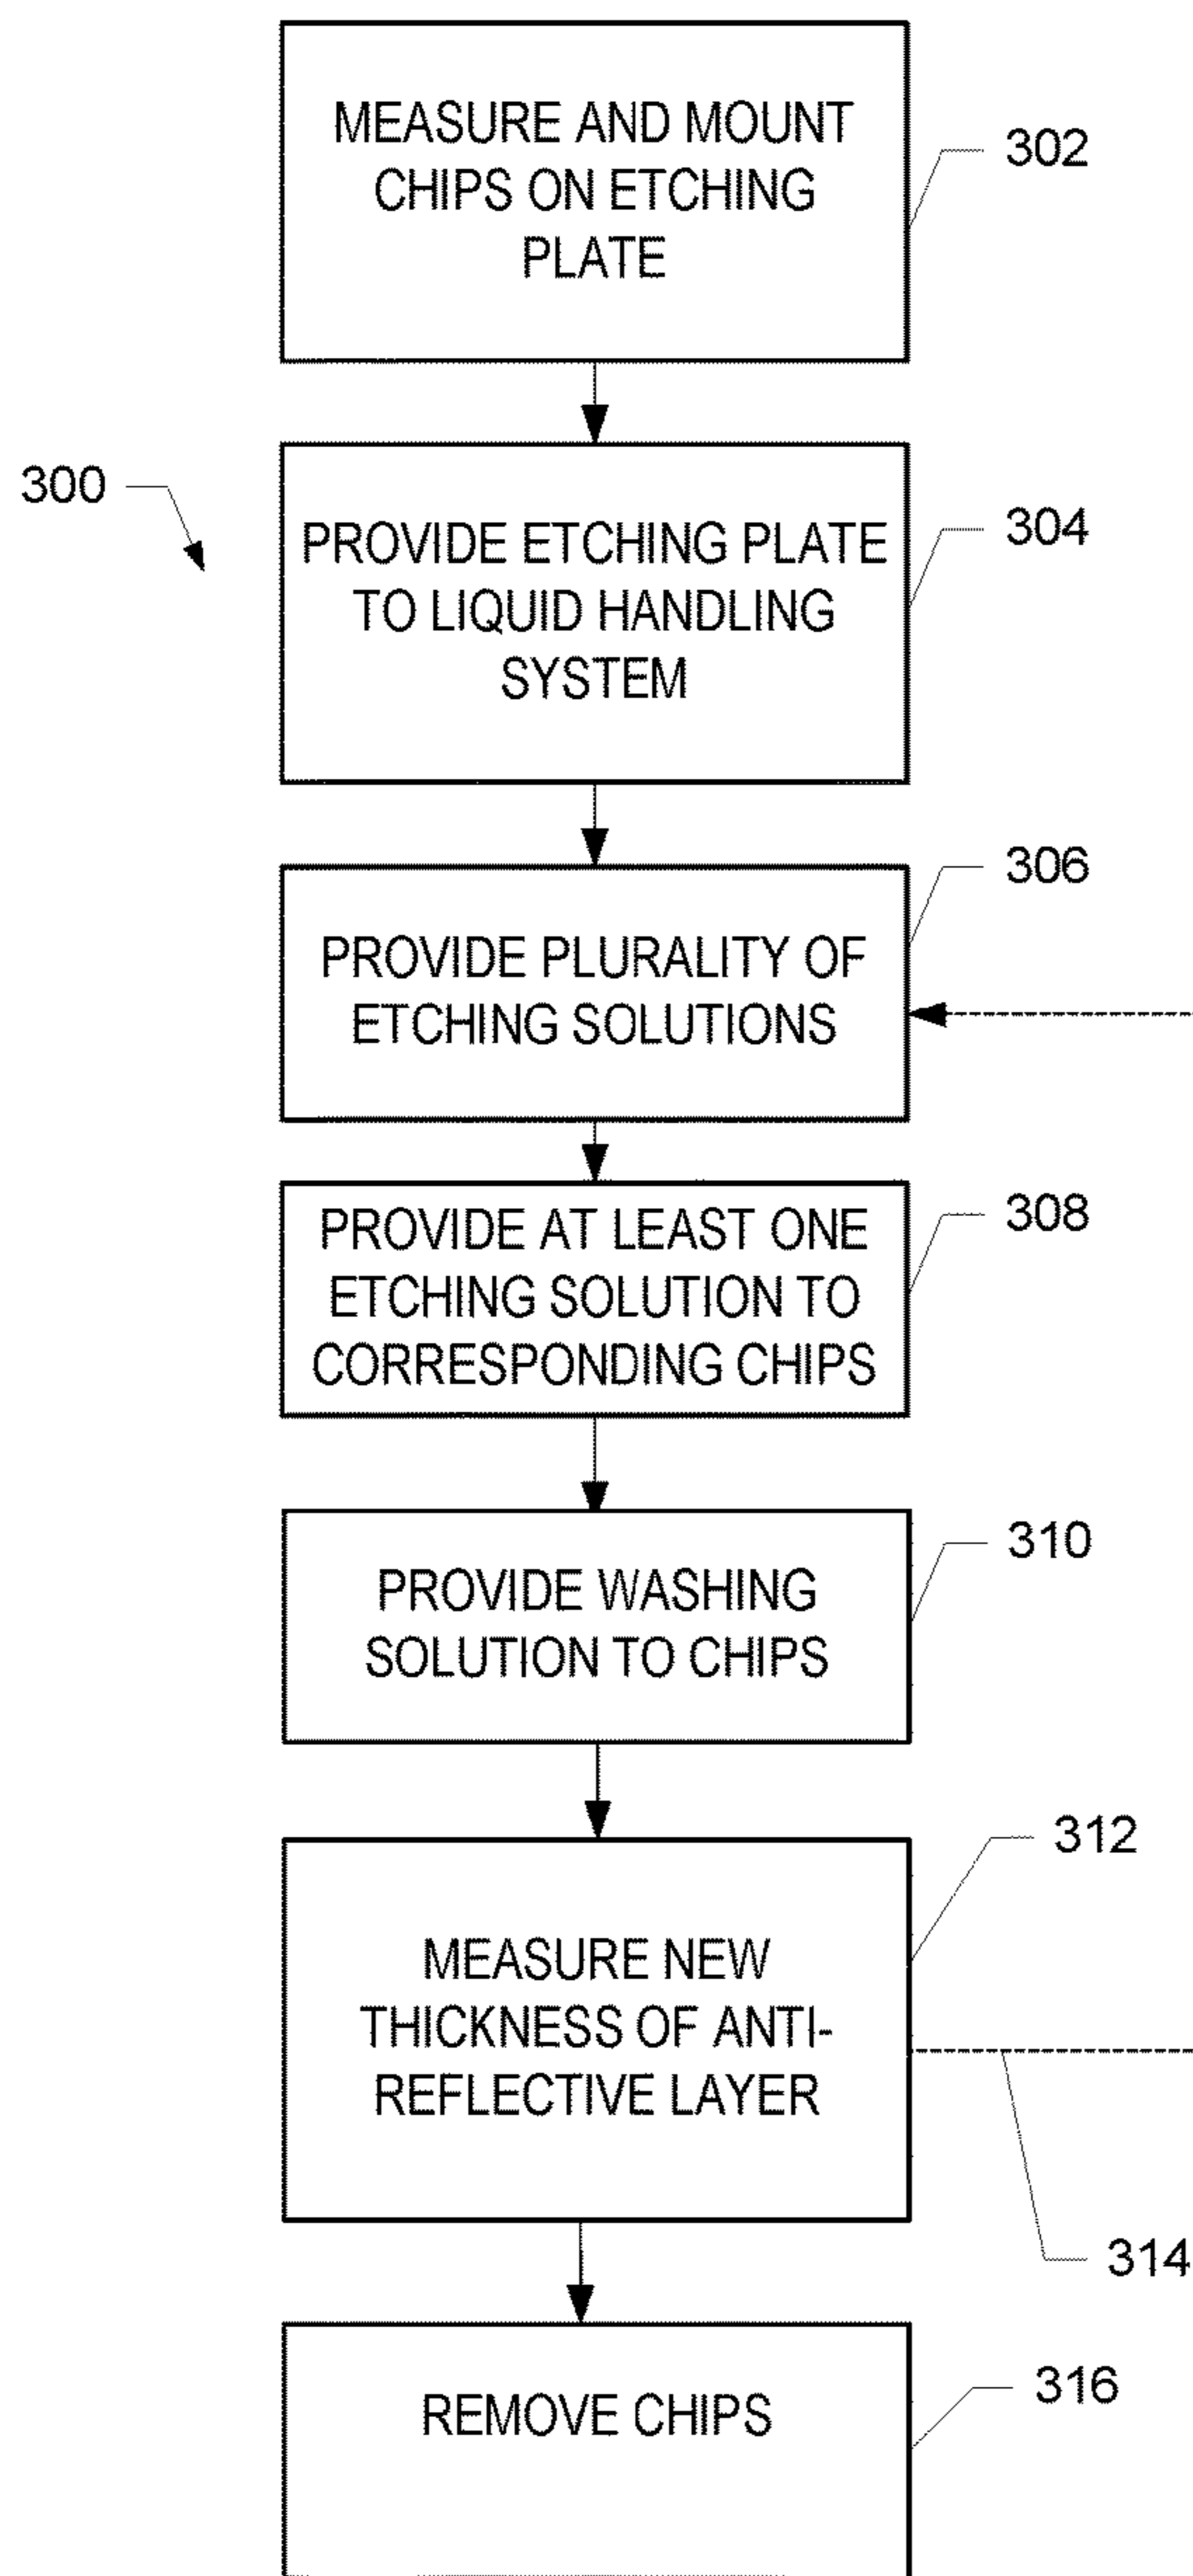 MEASURE AND MOUNT
CHIPS ON ETCHING
PLATE
302
300
PROVIDE ETCHING PLATE
TO LIQUID HANDLING
SYSTEM
304
306
PROVIDE PLURALITY OF
ETCHING SOLUTIONS
PROVIDE AT LEAST ONE
ETCHING SOLUTION TO
CORRESPONDING CHIPS
308
310
PROVIDE WASHING
SOLUTION TO CHIPS
312
MEASURE NEW
THICKNESS OF ANTI-
REFLECTIVE LAYER
314
316
REMOVE CHIPS